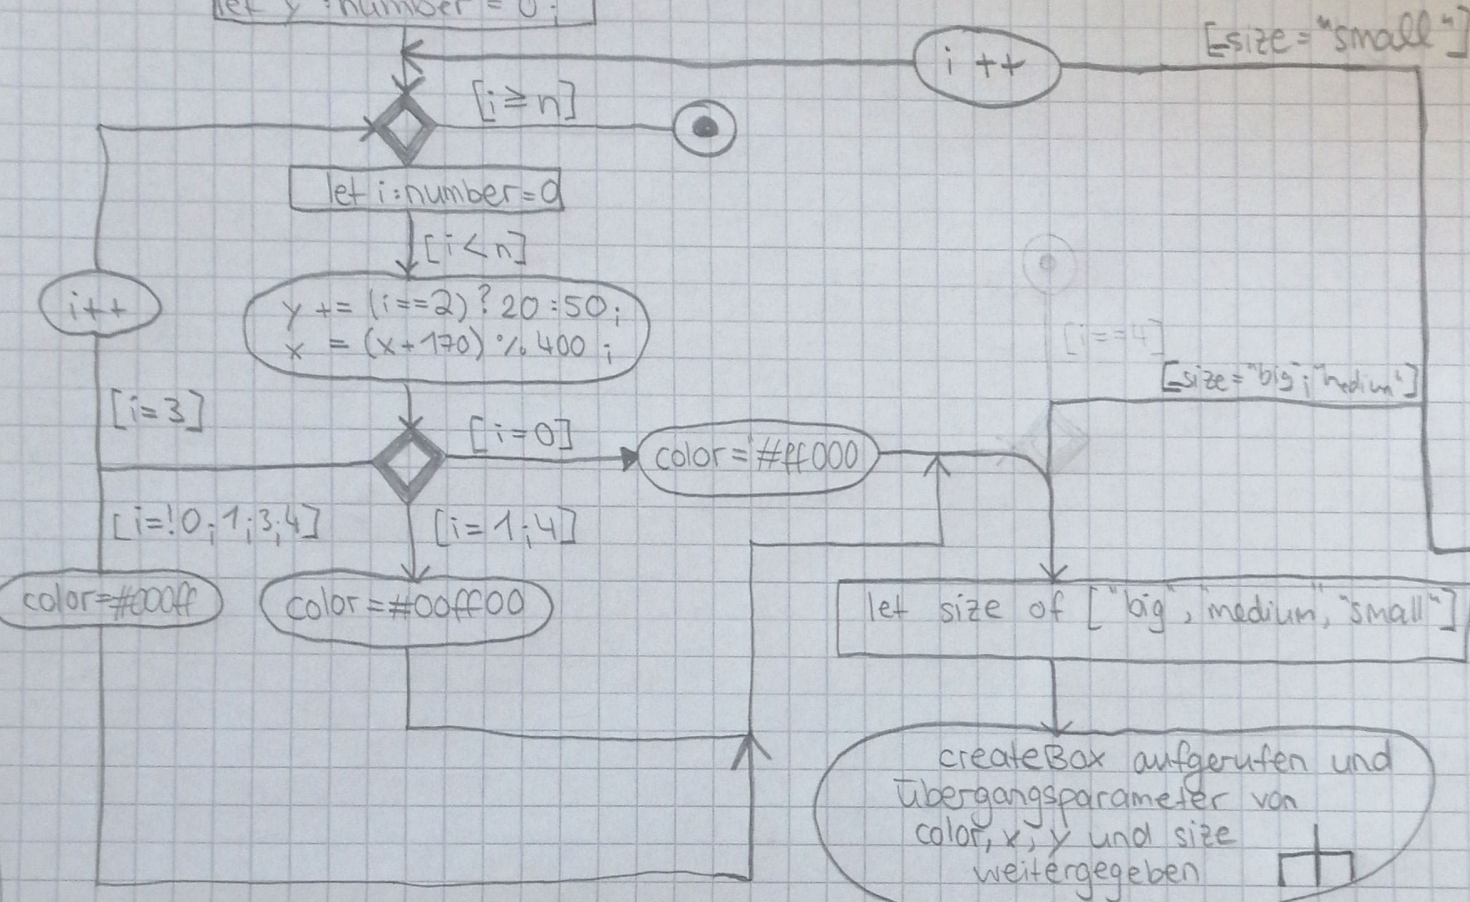 let y :number = 0;
[size = "small"]
i ++
[i ≥ n]
let i:number=0
[i < n]
i++
y += (i==2)? 20 :50;
x = (x+170) % 400 ;
[i==4]
[size="big";"medium"]
[i=3]
[i=0]
color= #ff000
[i=!0;1;3;4]
[i=1;4]
color=#000ff
color=#00ff00
let size of ["big", "medium", "small"]
createBox aufgerufen und
Übergangsparameter von
color, x, y und size
weitergegeben